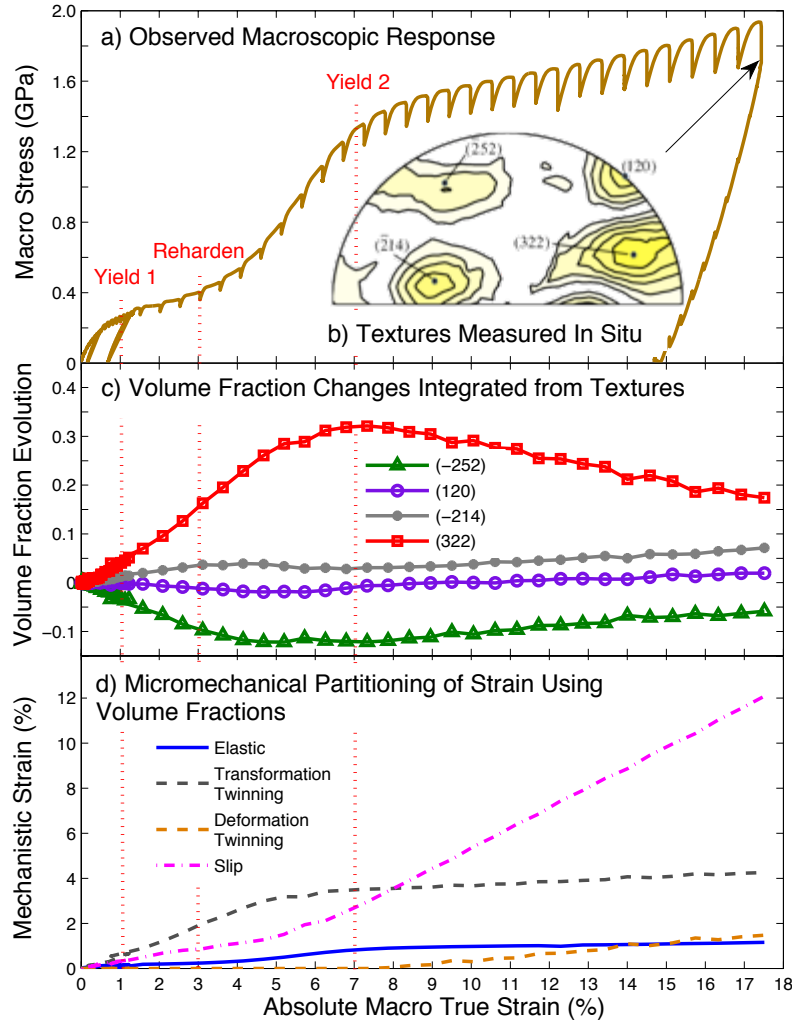 a) Observed Macroscopic Response
Macro Stress (GPa)
2.0
1.6
1.2
0.8
0.4
0
Yield 1
Reharden
Yield 2
(2̄52)
(120)
(2̄14)
(322)
b) Textures Measured In Situ
c) Volume Fraction Changes Integrated from Textures
Volume Fraction Evolution
0.4
0.3
0.2
0.1
0
−0.1
(−252)
(120)
(−214)
(322)
d) Micromechanical Partitioning of Strain Using
Volume Fractions
Mechanistic Strain (%)
12
10
8
6
4
2
0
Elastic
Transformation
Twinning
Deformation
Twinning
Slip
0 1 2 3 4 5 6 7 8 9 10 11 12 13 14 15 16 17 18
Absolute Macro True Strain (%)